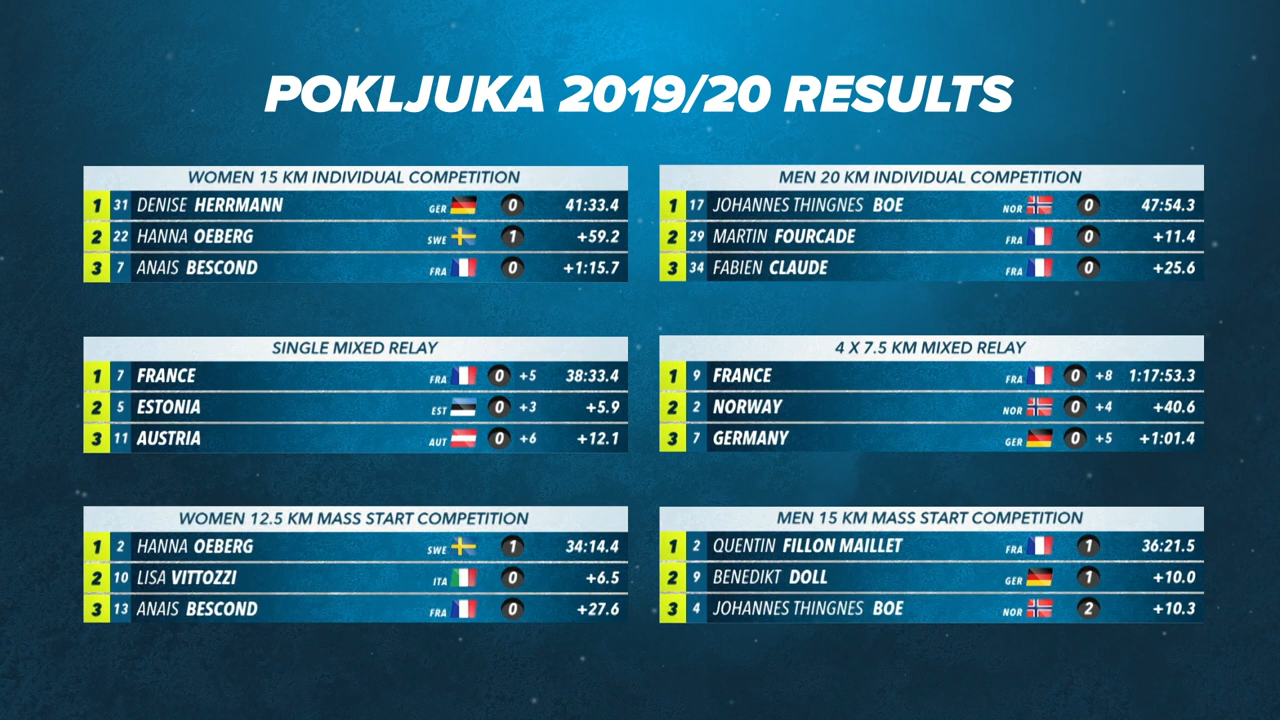 POKLJUKA 2019/20 RESULTS
WOMEN 15 KM INDIVIDUAL COMPETITION
1 31 DENISE HERRMANN GER 0 41:33.4
2 22 HANNA OEBERG SWE 1 +59.2
3 7 ANAIS BESCOND FRA 0 +1:15.7
MEN 20 KM INDIVIDUAL COMPETITION
1 17 JOHANNES THINGNES BOE NOR 0 47:54.3
2 29 MARTIN FOURCADE FRA 0 +11.4
3 34 FABIEN CLAUDE FRA 0 +25.6
SINGLE MIXED RELAY
1 7 FRANCE FRA 0 +5 38:33.4
2 5 ESTONIA EST 0 +3 +5.9
3 11 AUSTRIA AUT 0 +6 +12.1
4 X 7.5 KM MIXED RELAY
1 9 FRANCE FRA 0 +8 1:17:53.3
2 2 NORWAY NOR 0 +4 +40.6
3 7 GERMANY GER 0 +5 +1:01.4
WOMEN 12.5 KM MASS START COMPETITION
1 2 HANNA OEBERG SWE 1 34:14.4
2 10 LISA VITTOZZI ITA 0 +6.5
3 13 ANAIS BESCOND FRA 0 +27.6
MEN 15 KM MASS START COMPETITION
1 2 QUENTIN FILLON MAILLET FRA 1 36:21.5
2 9 BENEDIKT DOLL GER 1 +10.0
3 4 JOHANNES THINGNES BOE NOR 2 +10.3